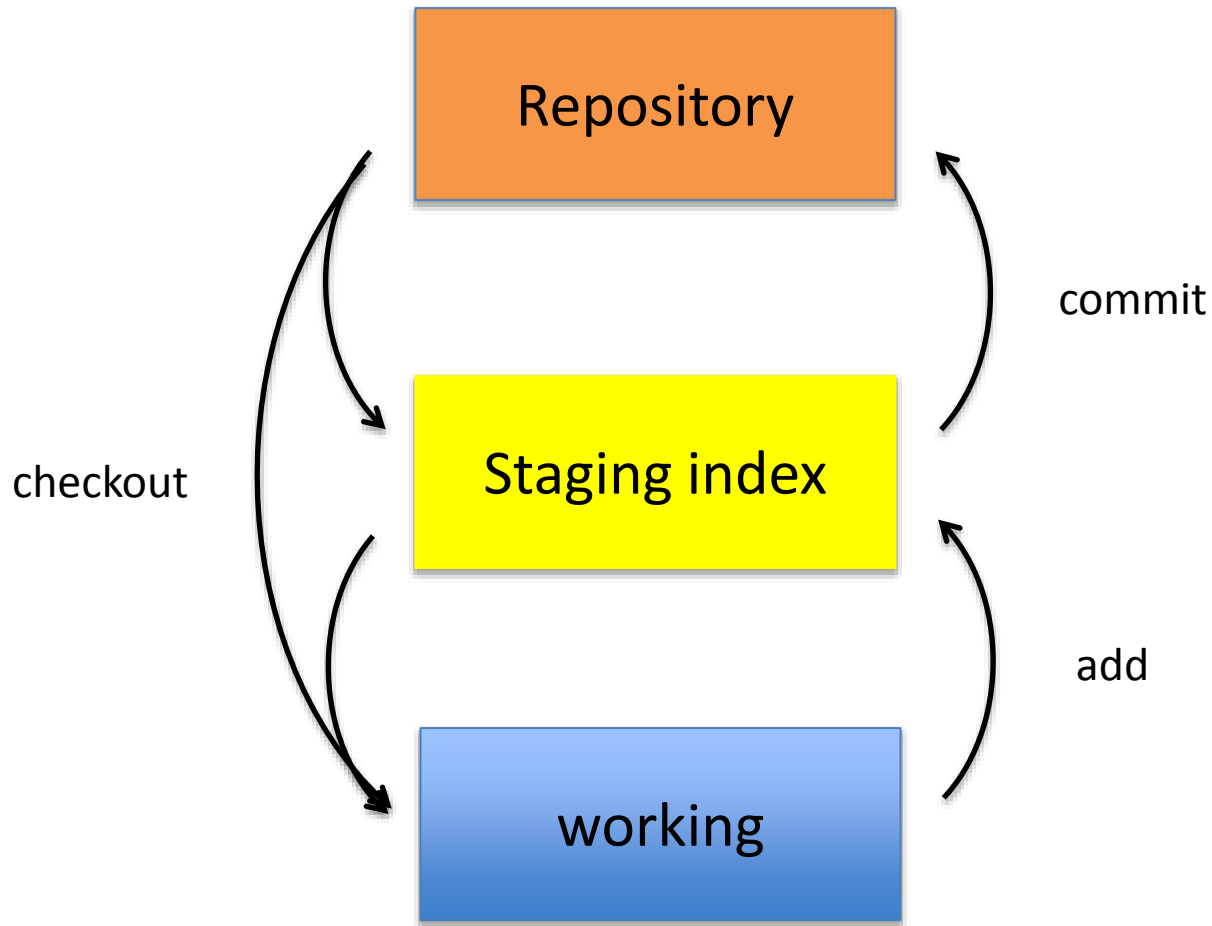 Repository
commit
Staging index
checkout
add
working